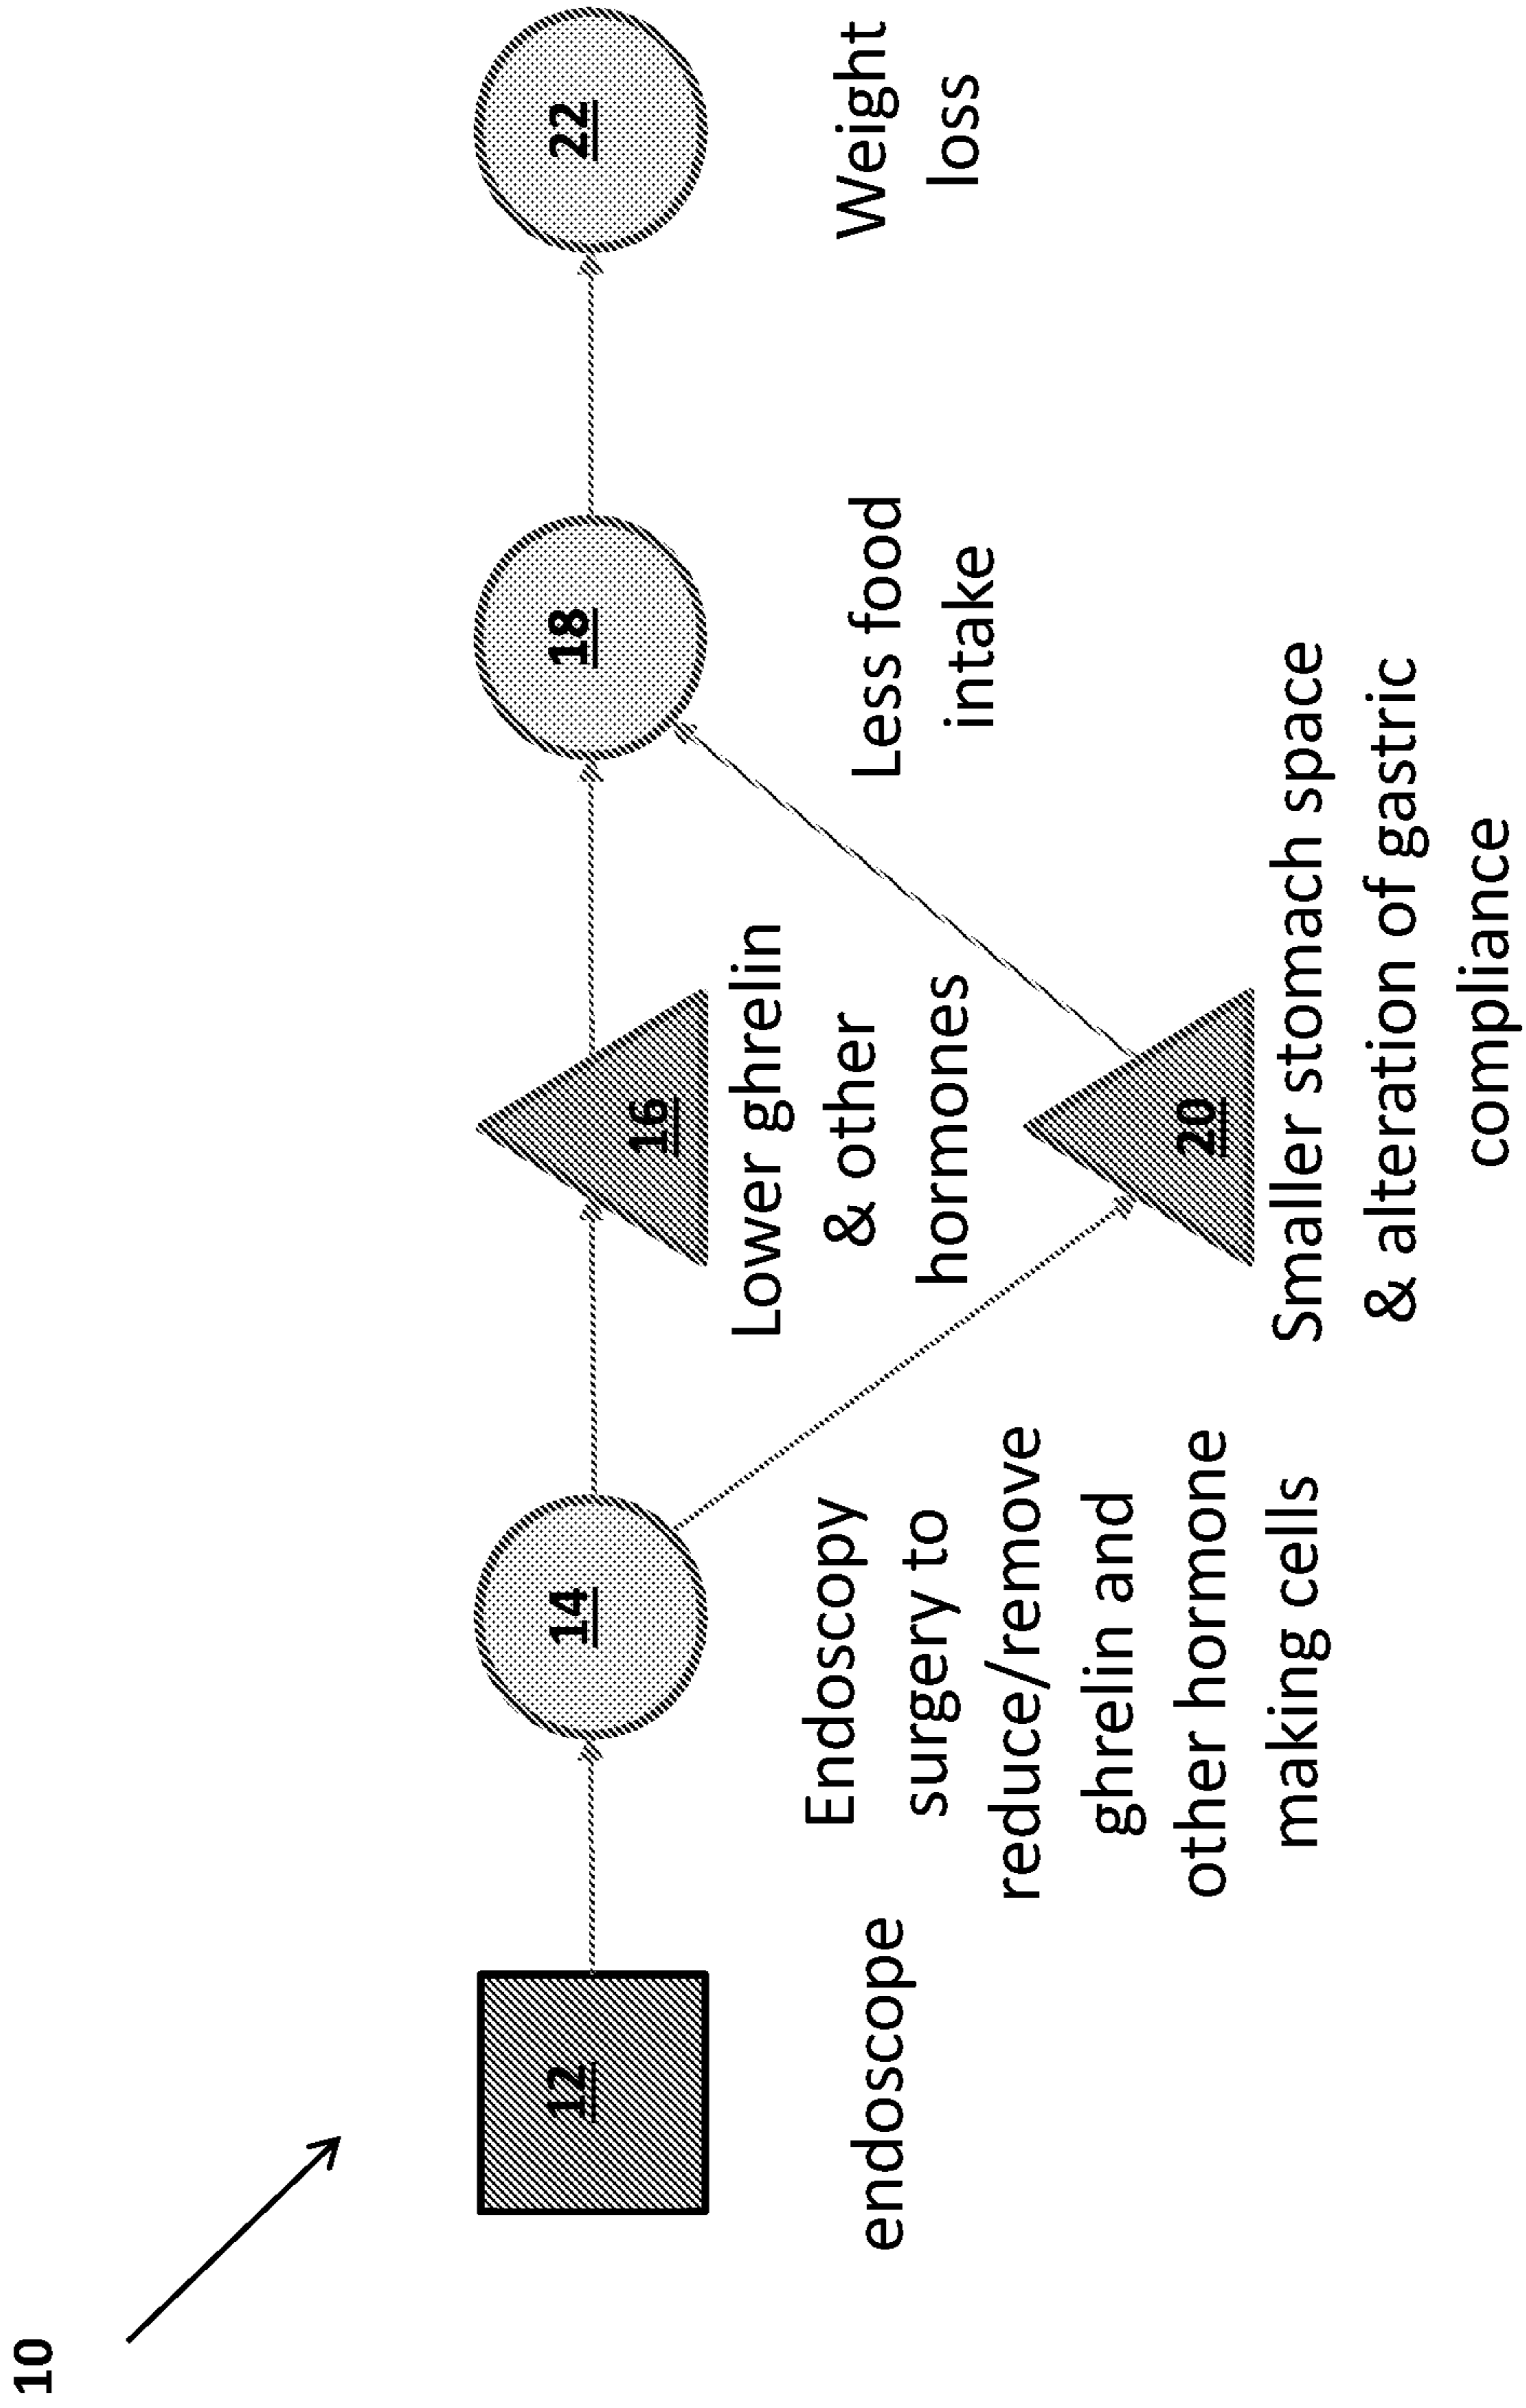 10
12
endoscope
14
Endoscopy
surgery to
reduce/remove
ghrelin and
other hormone
making cells
16
Lower ghrelin
& other
hormones
20
Smaller stomach space
& alteration of gastric
compliance
18
Less food
intake
22
Weight
loss